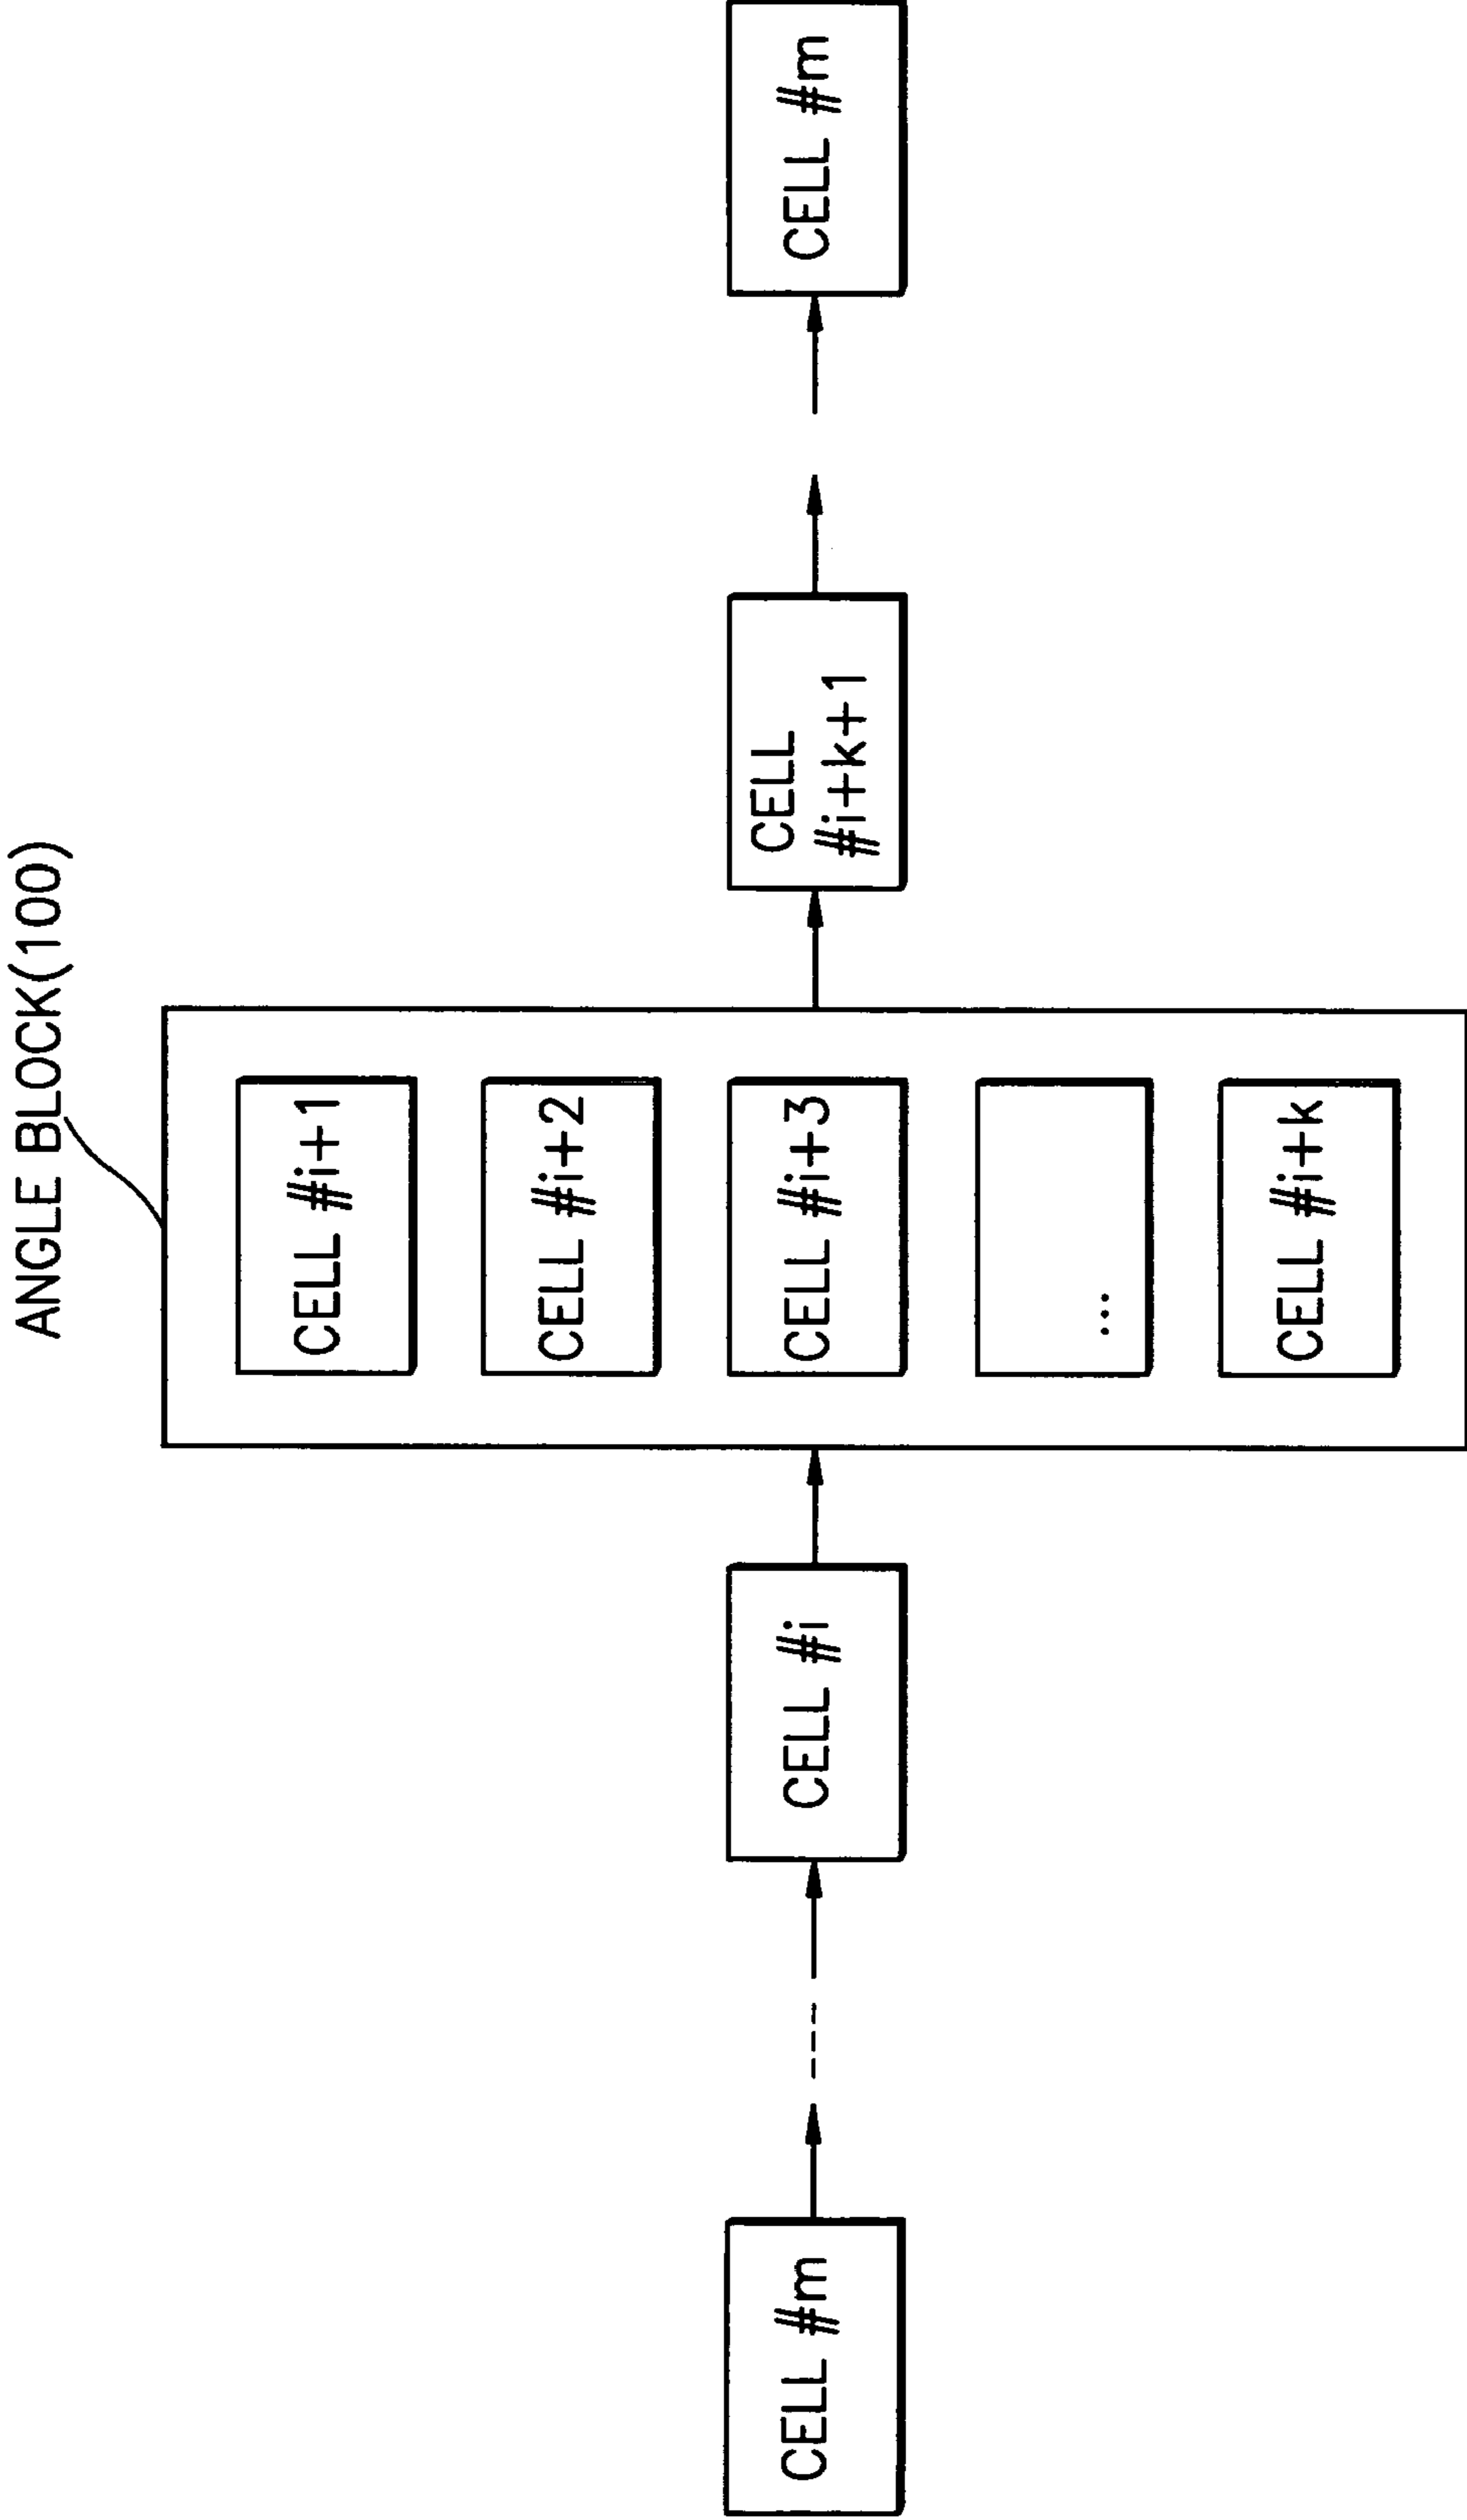 ANGLE BLOCK(100)
CELL #m
CELL #i
CELL #i+1
CELL #i+2
CELL #i+3
...
CELL #i+k
CELL
#i+k+1
CELL #m